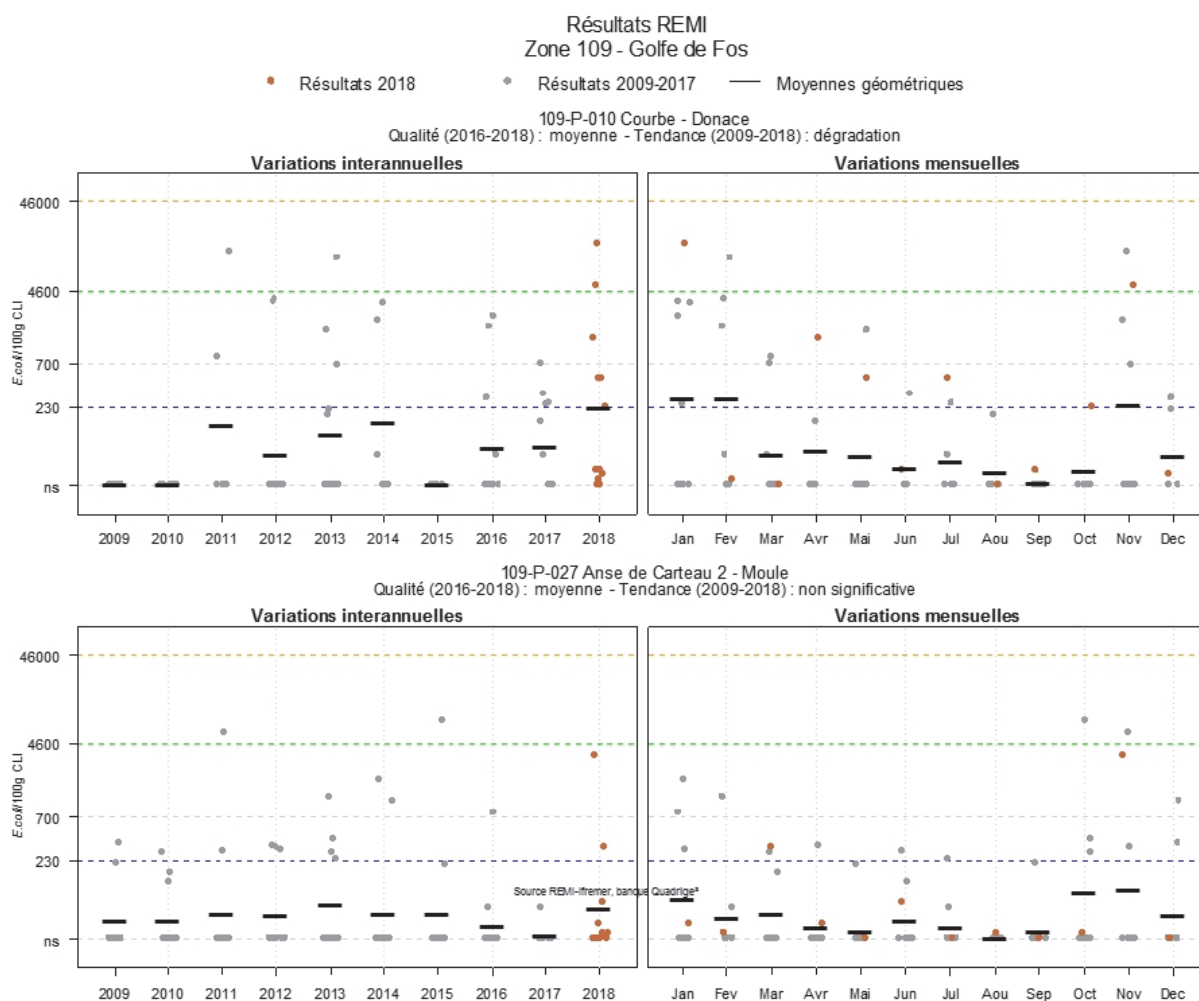 Résultats REMI
Zone 109 - Golfe de Fos
Résultats 2018 Résultats 2009-2017 Moyennes géométriques
109-P-010 Courbe - Donace
Qualité (2016-2018) : moyenne - Tendance (2009-2018) : dégradation
Variations interannuelles Variations mensuelles
46000
4600
700
230
ns
E.coli/100g CLI
2009 2010 2011 2012 2013 2014 2015 2016 2017 2018 Jan Fev Mar Avr Mai Jun Jul Aou Sep Oct Nov Dec
109-P-027 Anse de Carteau 2 - Moule
Qualité (2016-2018) : moyenne - Tendance (2009-2018) : non significative
Variations interannuelles Variations mensuelles
46000
4600
700
230
ns
E.coli/100g CLI
Source REMI-Ifremer, banque Quadrige²
2009 2010 2011 2012 2013 2014 2015 2016 2017 2018 Jan Fev Mar Avr Mai Jun Jul Aou Sep Oct Nov Dec